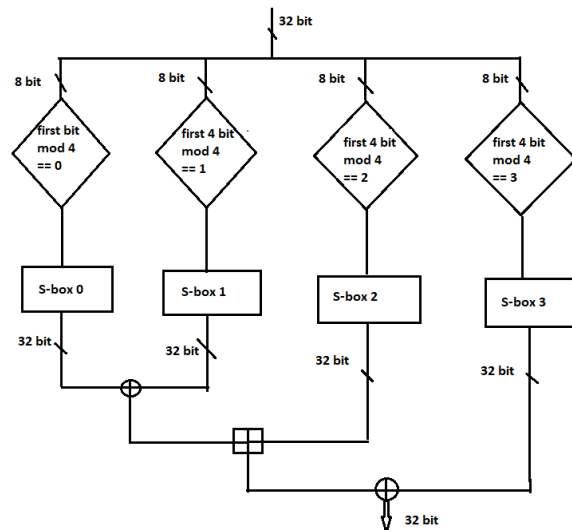 32 bit
8 bit
8 bit
8 bit
8 bit
first bit
mod 4
== 0
first 4 bit
mod 4
== 1
first 4 bit
mod 4
== 2
first 4 bit
mod 4
== 3
S-box 0
S-box 1
S-box 2
S-box 3
32 bit
32 bit
32 bit
32 bit
32 bit